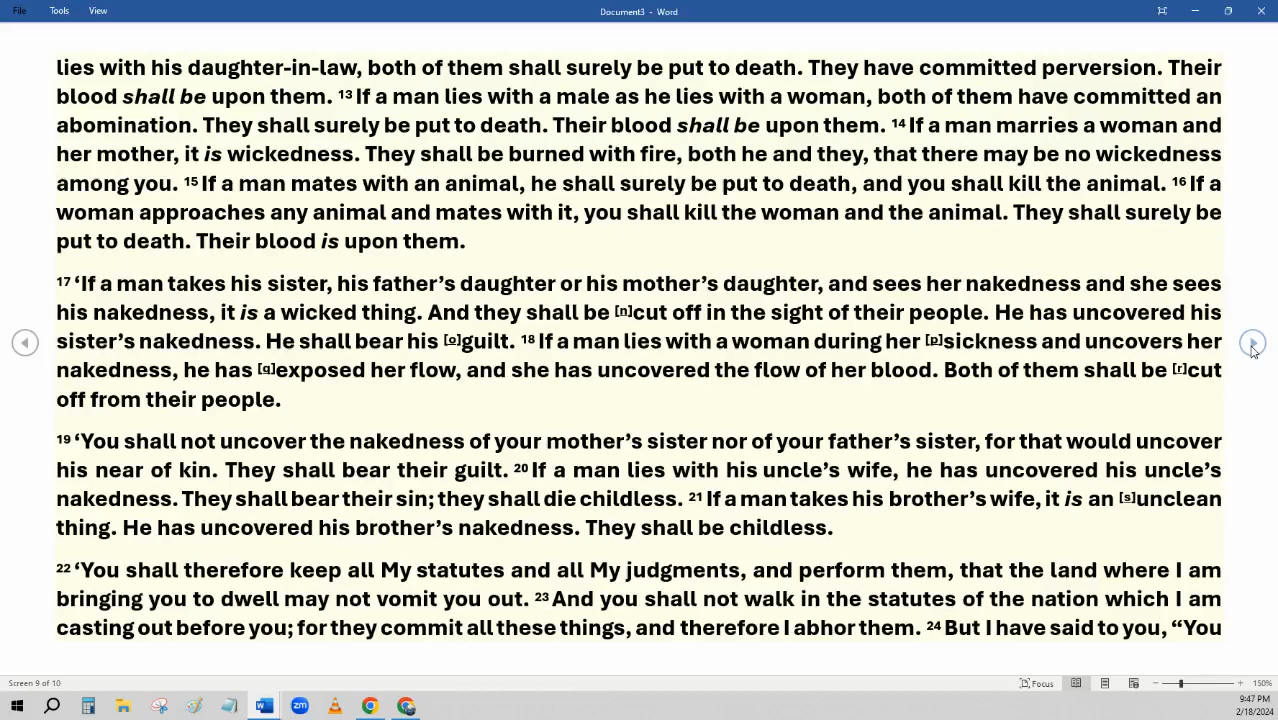 File Tools View Document3 - Word
lies with his daughter-in-law, both of them shall surely be put to death. They have committed perversion. Their
blood shall be upon them. 13 If a man lies with a male as he lies with a woman, both of them have committed an
abomination. They shall surely be put to death. Their blood shall be upon them. 14 If a man marries a woman and
her mother, it is wickedness. They shall be burned with fire, both he and they, that there may be no wickedness
among you. 15 If a man mates with an animal, he shall surely be put to death, and you shall kill the animal. 16 If a
woman approaches any animal and mates with it, you shall kill the woman and the animal. They shall surely be
put to death. Their blood is upon them.
17 ‘If a man takes his sister, his father’s daughter or his mother’s daughter, and sees her nakedness and she sees
his nakedness, it is a wicked thing. And they shall be [n]cut off in the sight of their people. He has uncovered his
sister’s nakedness. He shall bear his [o]guilt. 18 If a man lies with a woman during her [p]sickness and uncovers her
nakedness, he has [q]exposed her flow, and she has uncovered the flow of her blood. Both of them shall be [r]cut
off from their people.
19 ‘You shall not uncover the nakedness of your mother’s sister nor of your father’s sister, for that would uncover
his near of kin. They shall bear their guilt. 20 If a man lies with his uncle’s wife, he has uncovered his uncle’s
nakedness. They shall bear their sin; they shall die childless. 21 If a man takes his brother’s wife, it is an [s]unclean
thing. He has uncovered his brother’s nakedness. They shall be childless.
22 ‘You shall therefore keep all My statutes and all My judgments, and perform them, that the land where I am
bringing you to dwell may not vomit you out. 23 And you shall not walk in the statutes of the nation which I am
casting out before you; for they commit all these things, and therefore I abhor them. 24 But I have said to you, “You
Screen 9 of 10 Focus 150%
zm 9:47 PM
2/18/2024